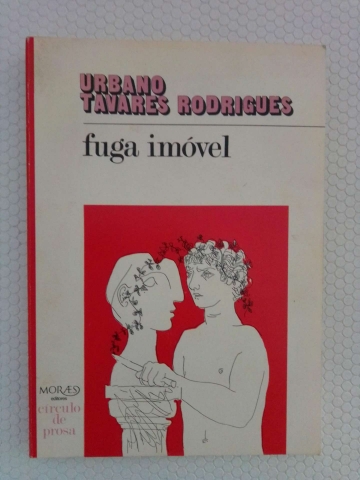 URBANO
TAVARES RODRIGUES
fuga imóvel
MORAES
editores
círculo
de
prosa